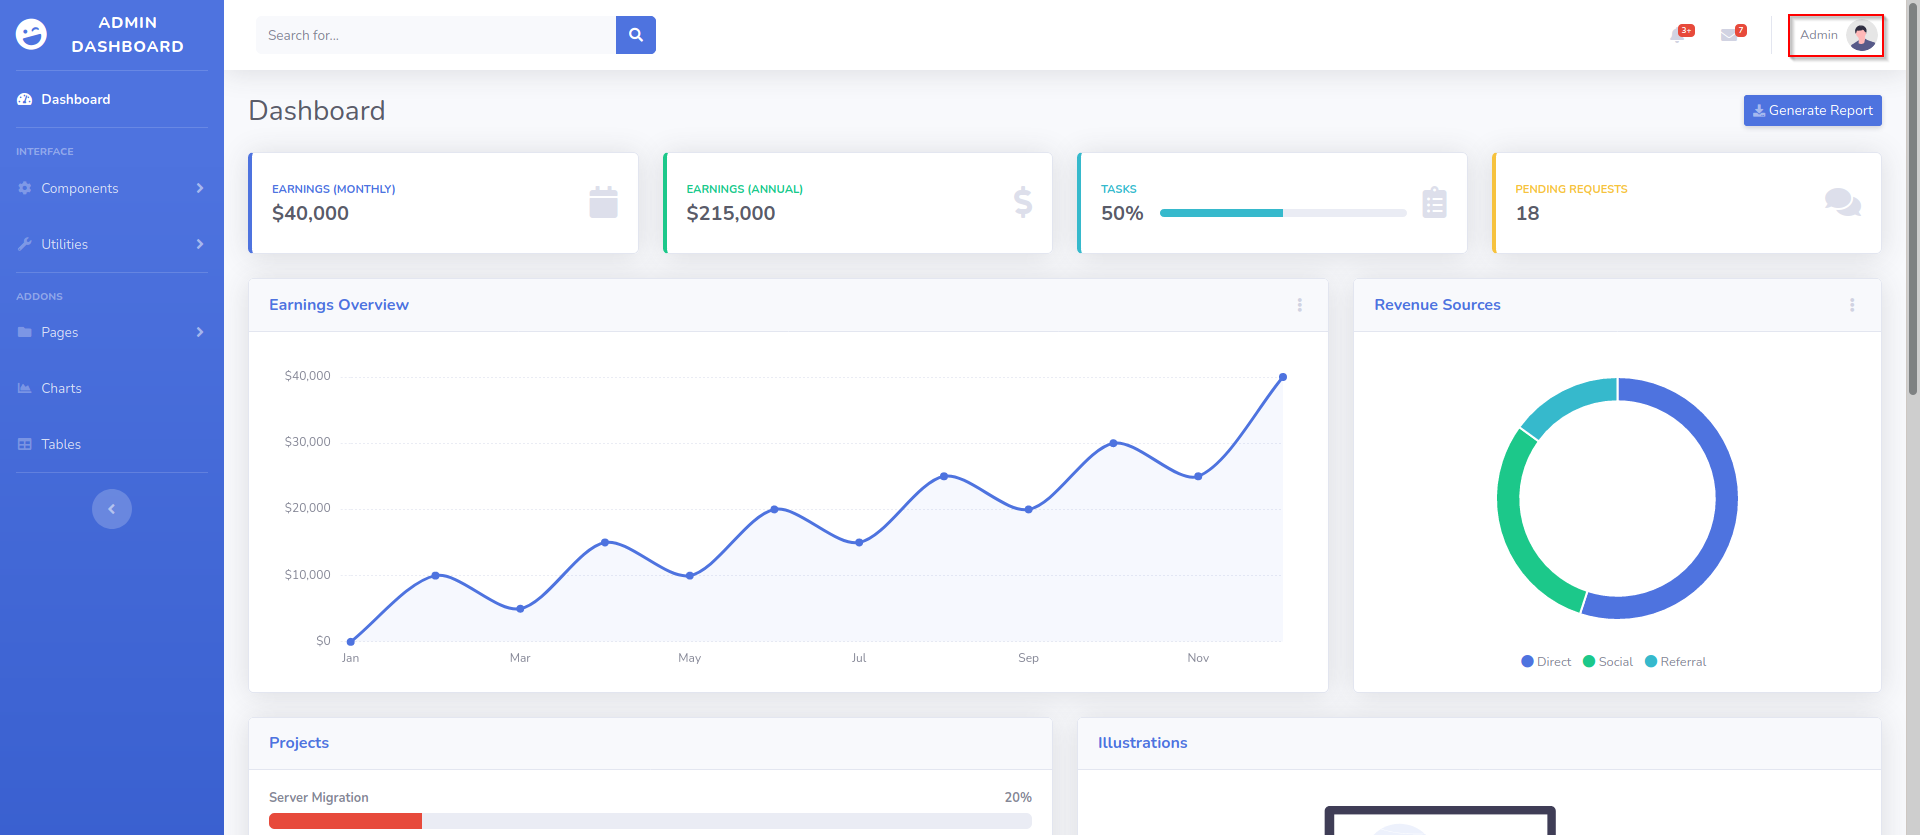 ADMIN
DASHBOARD
Dashboard
INTERFACE
Components
Utilities
ADDONS
Pages
Charts
Tables
Search for...
3+
7
Admin
Dashboard
Generate Report
EARNINGS (MONTHLY)
$40,000
EARNINGS (ANNUAL)
$215,000
TASKS
50%
PENDING REQUESTS
18
Earnings Overview
$40,000
$30,000
$20,000
$10,000
$0
Jan Mar May Jul Sep Nov
Revenue Sources
Direct Social Referral
Projects
Server Migration 20%
Illustrations